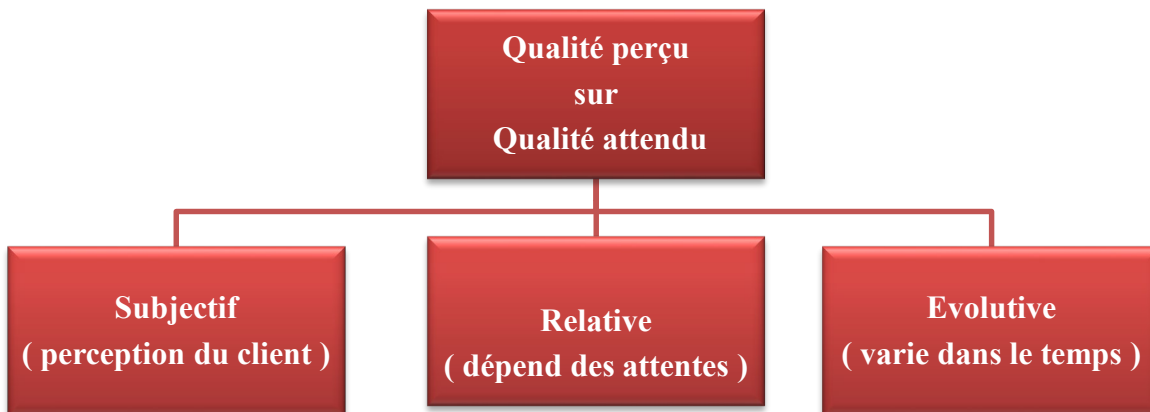 Qualité perçu
sur
Qualité attendu
Subjectif
( perception du client )
Relative
( dépend des attentes )
Evolutive
( varie dans le temps )